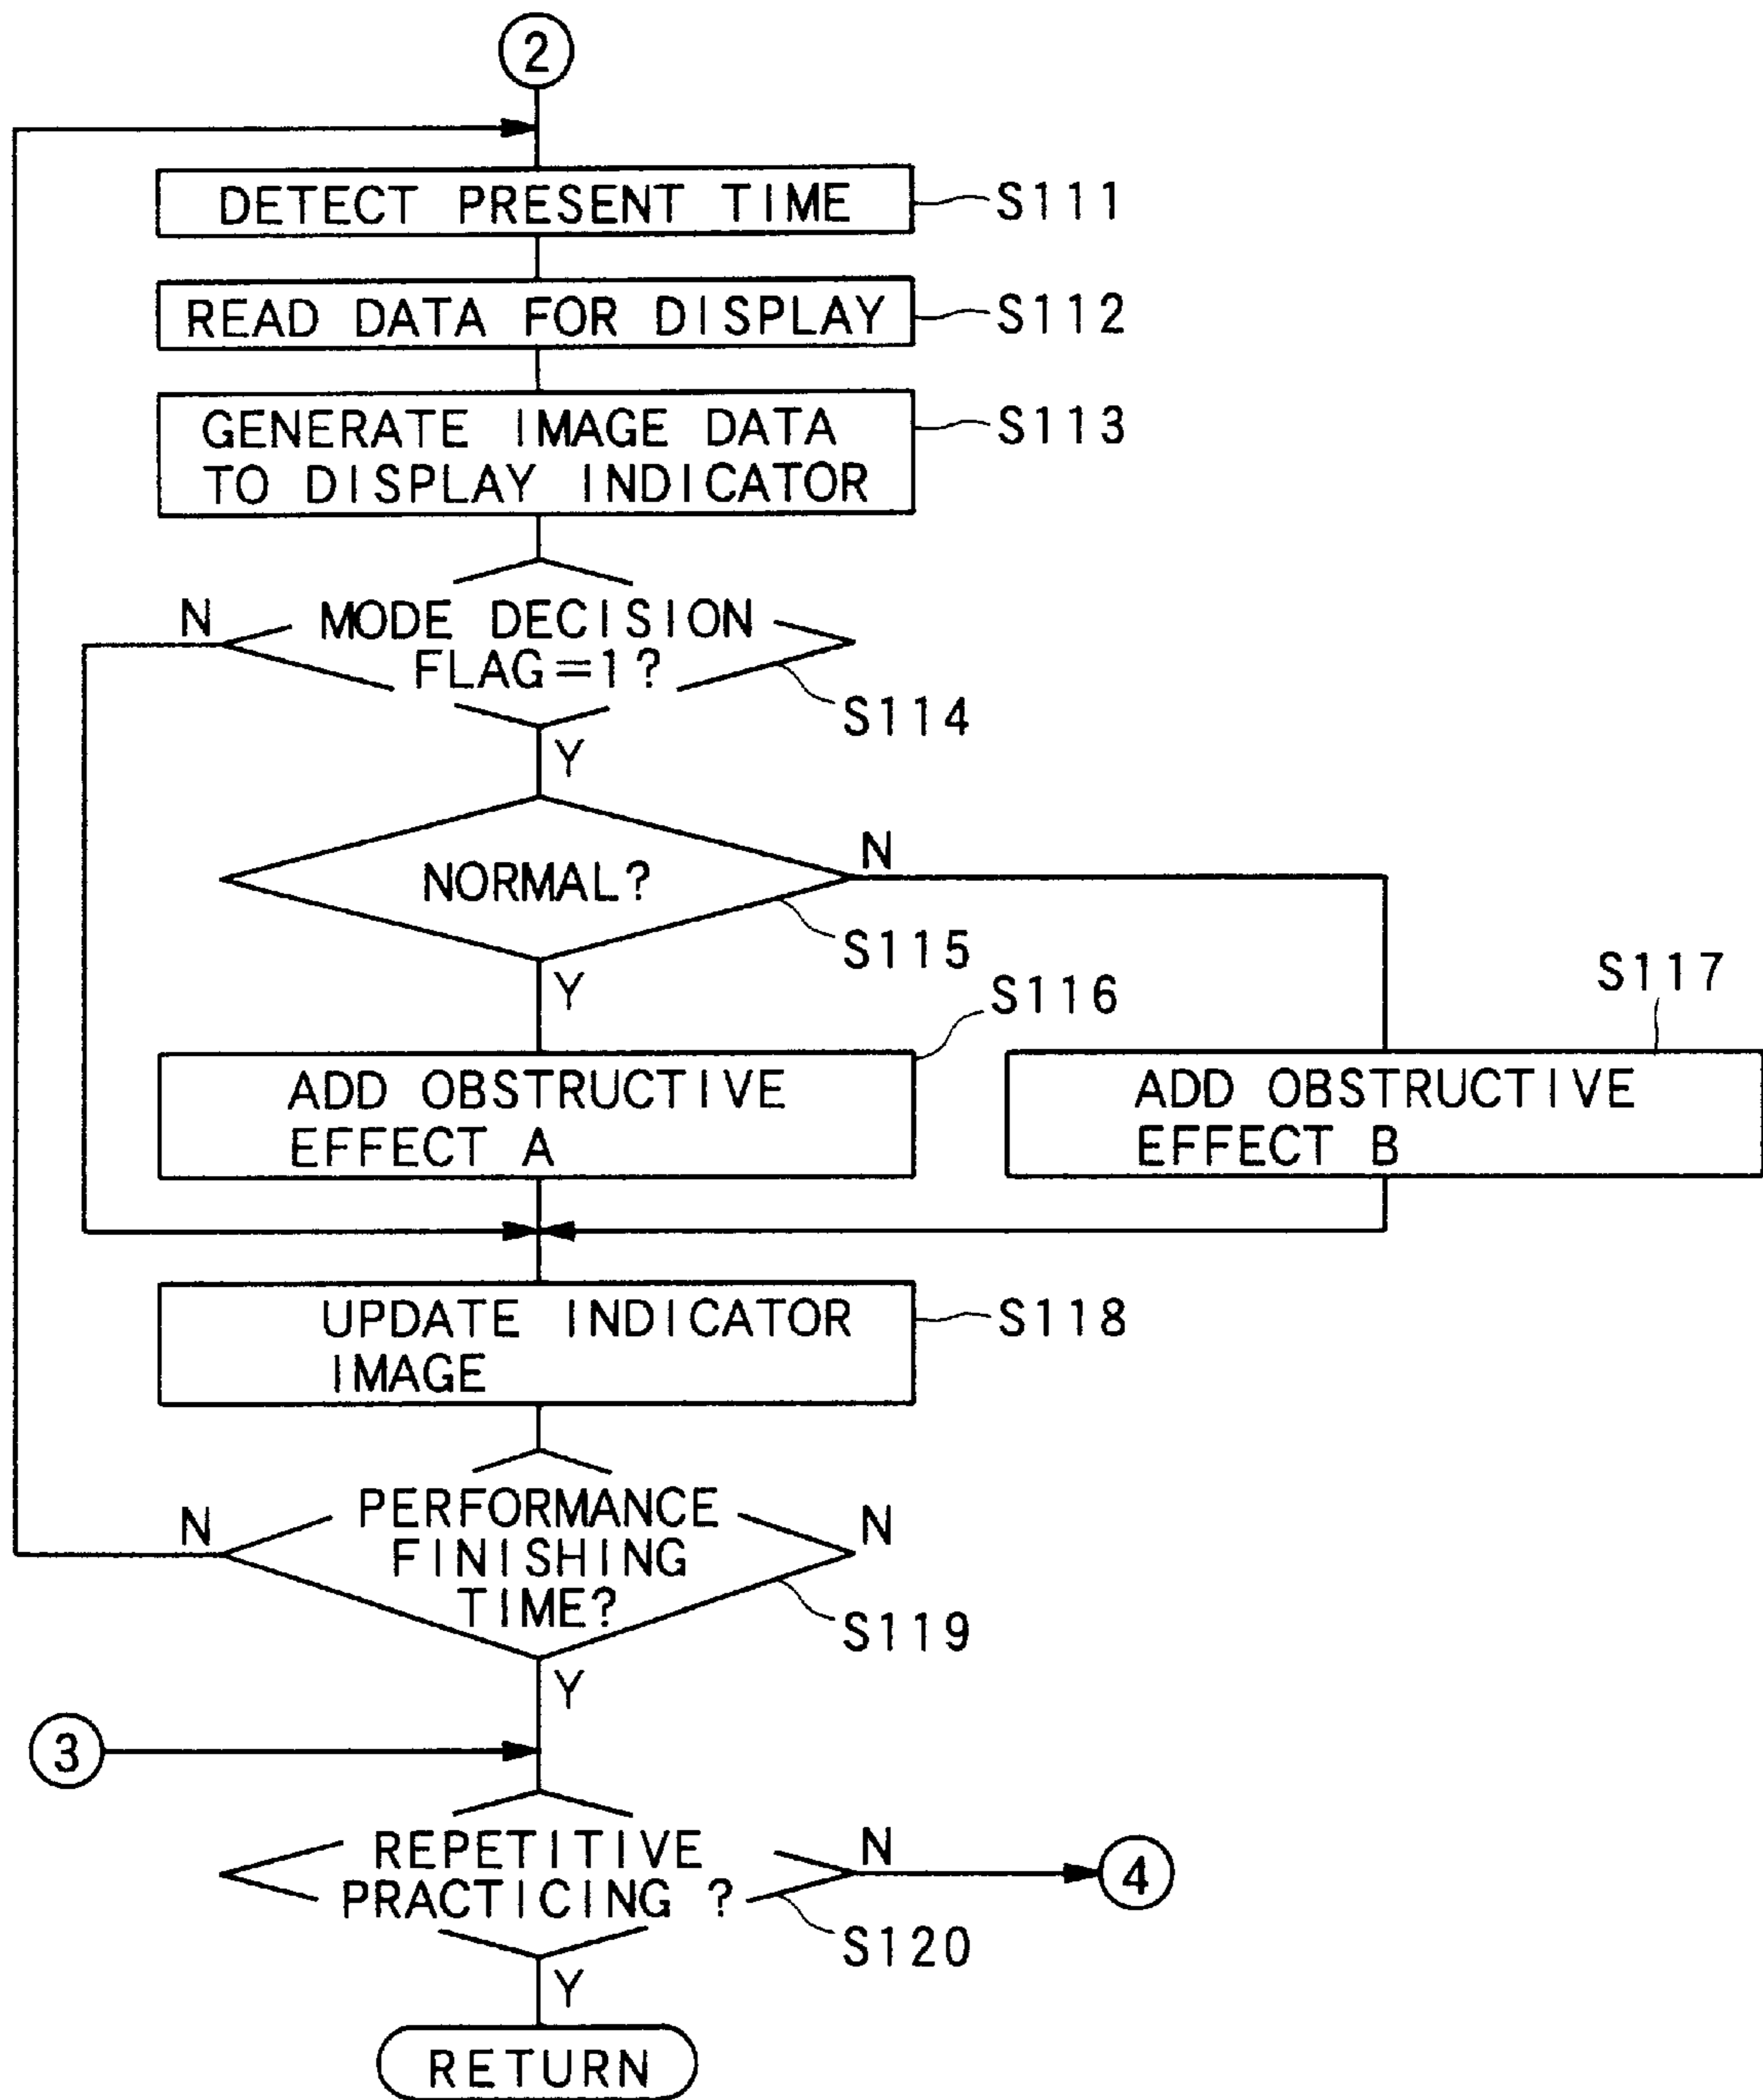 2
DETECT PRESENT TIME
S111
READ DATA FOR DISPLAY
S112
GENERATE IMAGE DATA
TO DISPLAY INDICATOR
S113
N
MODE DECISION
FLAG=1?
S114
Y
NORMAL?
N
S115
Y
S116
S117
ADD OBSTRUCTIVE
EFFECT A
ADD OBSTRUCTIVE
EFFECT B
UPDATE INDICATOR
IMAGE
S118
N
PERFORMANCE
FINISHING
TIME?
N
S119
Y
3
REPETITIVE
PRACTICING ?
N
4
S120
Y
RETURN